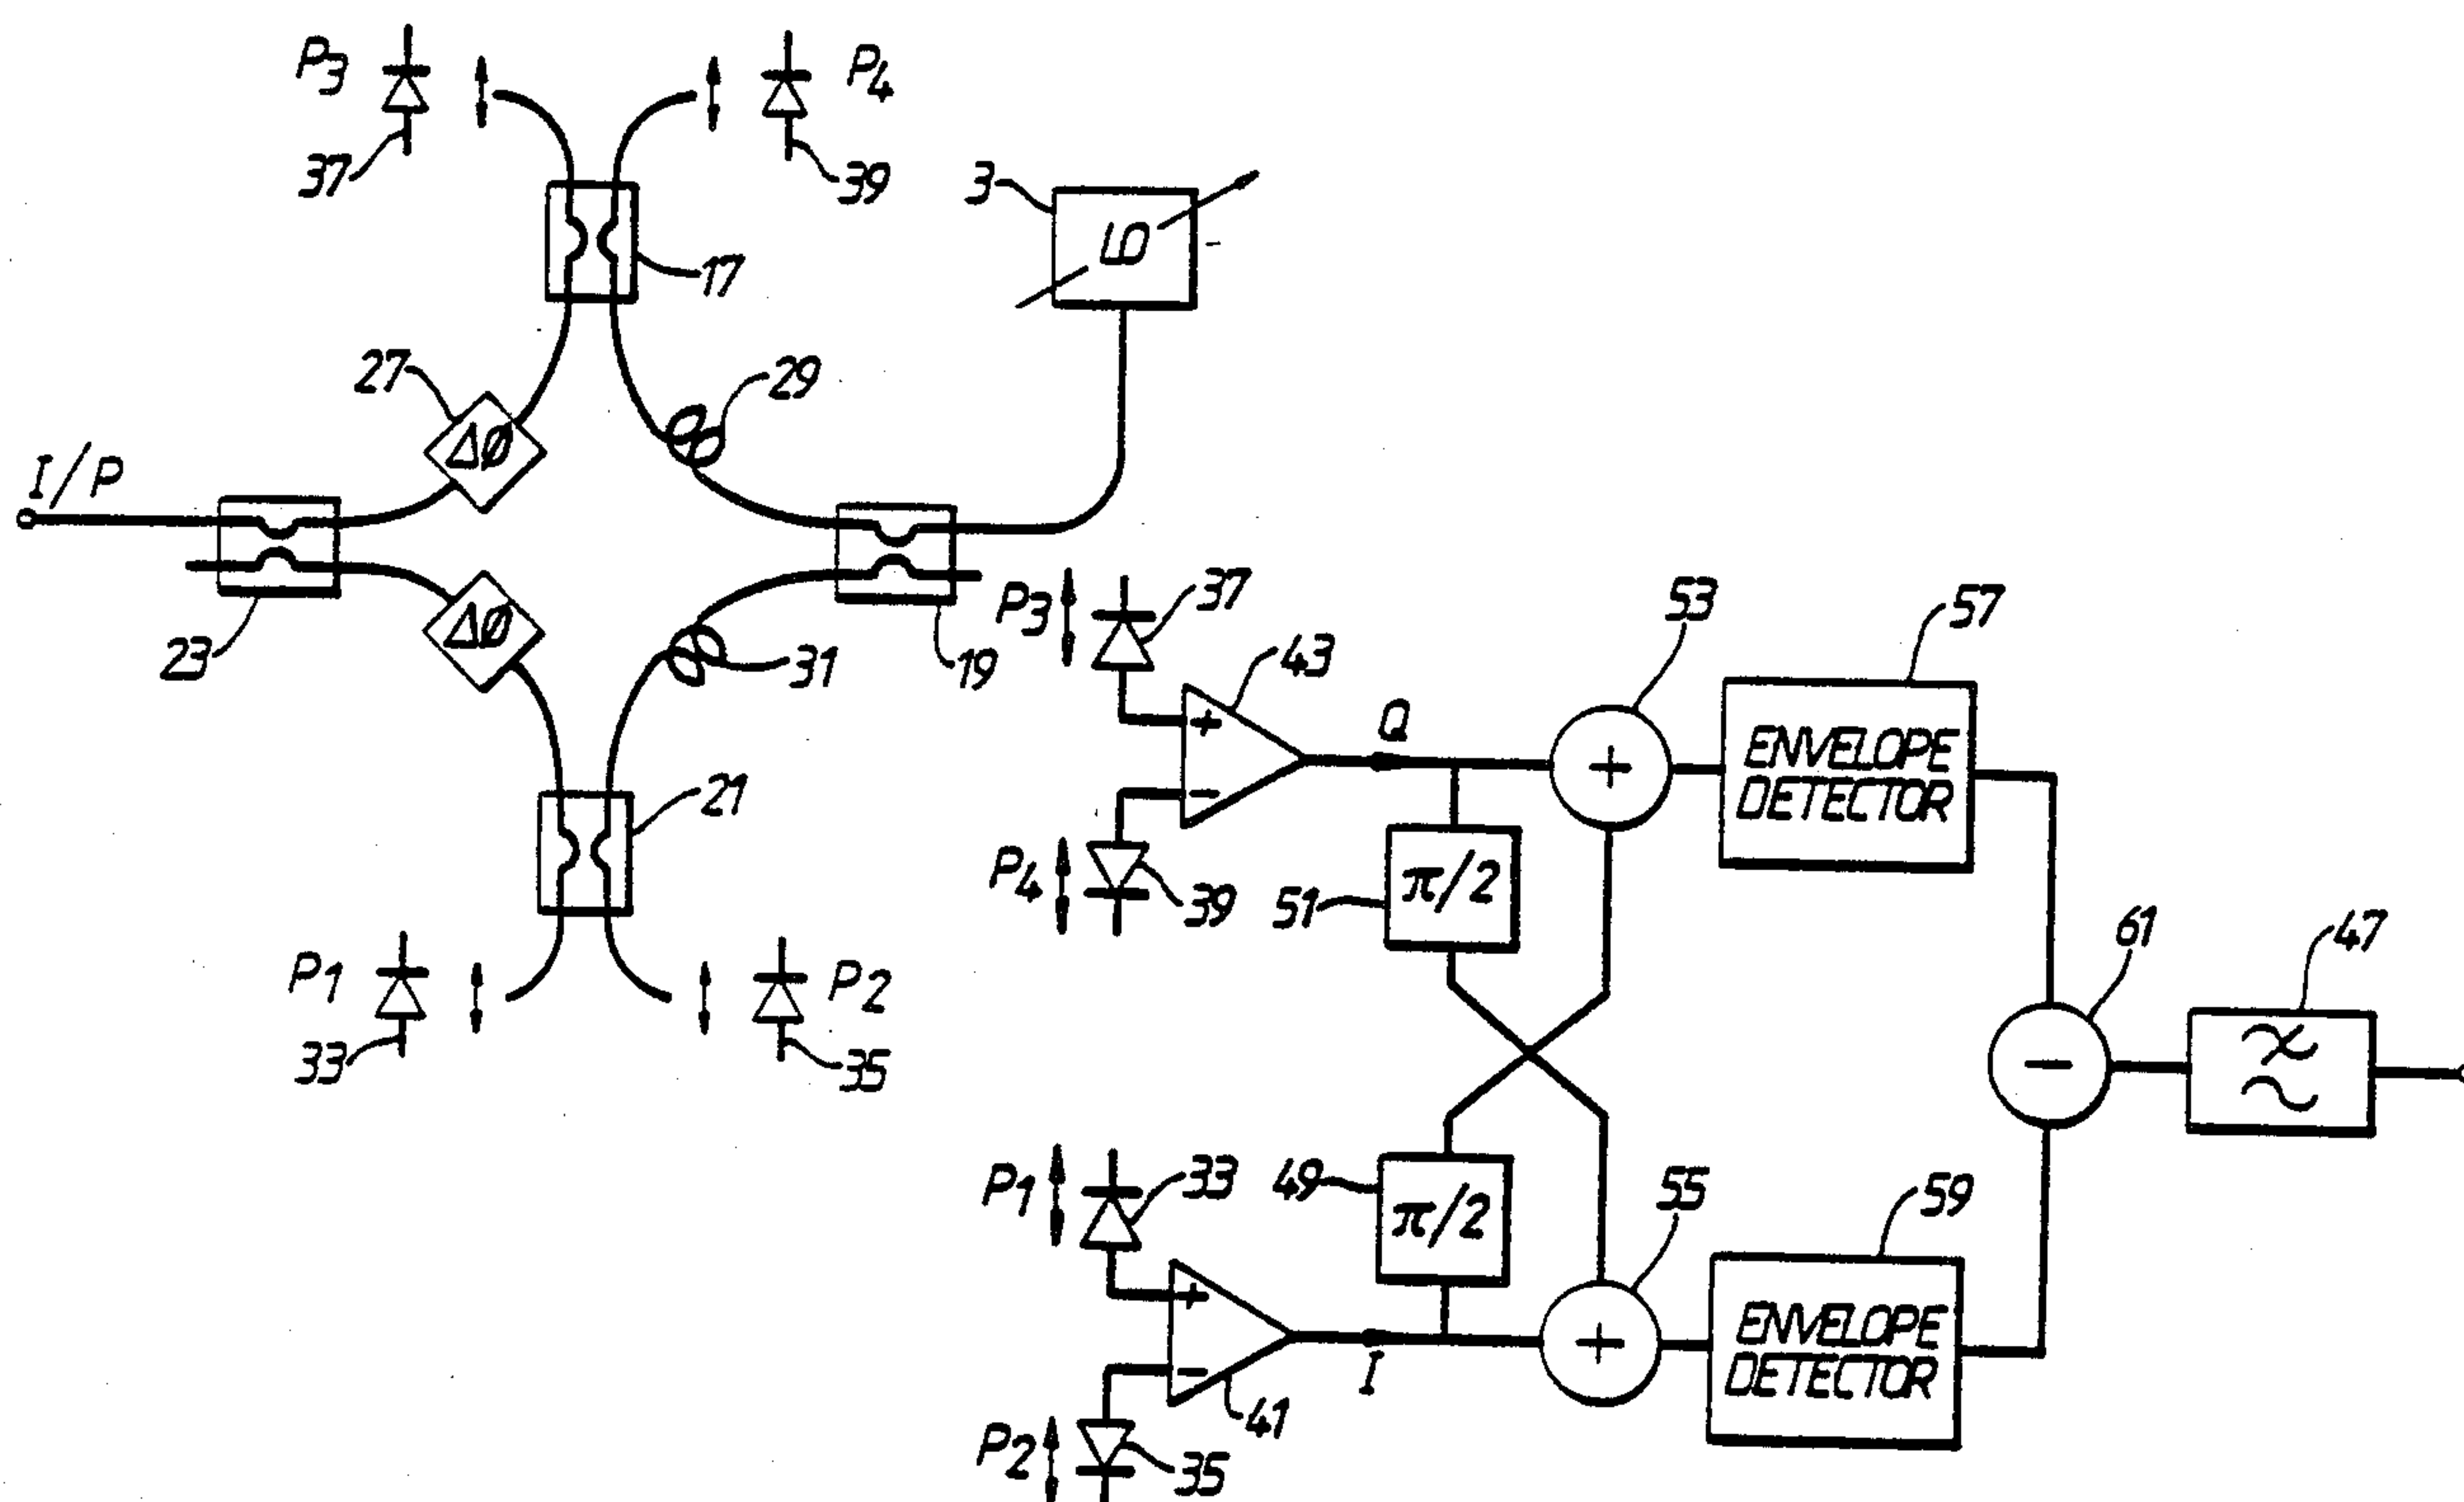 P3
P4
37
39
3
LO
17
27
29
ΔØ
I/P
ΔØ
23
31
19
P3
37
43
53
57
Q
+
+
ENVELOPE
DETECTOR
21
−
P4
39
51
π/2
61
47
P1
P2
33
35
−
P1
33
49
π/2
55
59
+
+
ENVELOPE
DETECTOR
I
−
41
P2
35